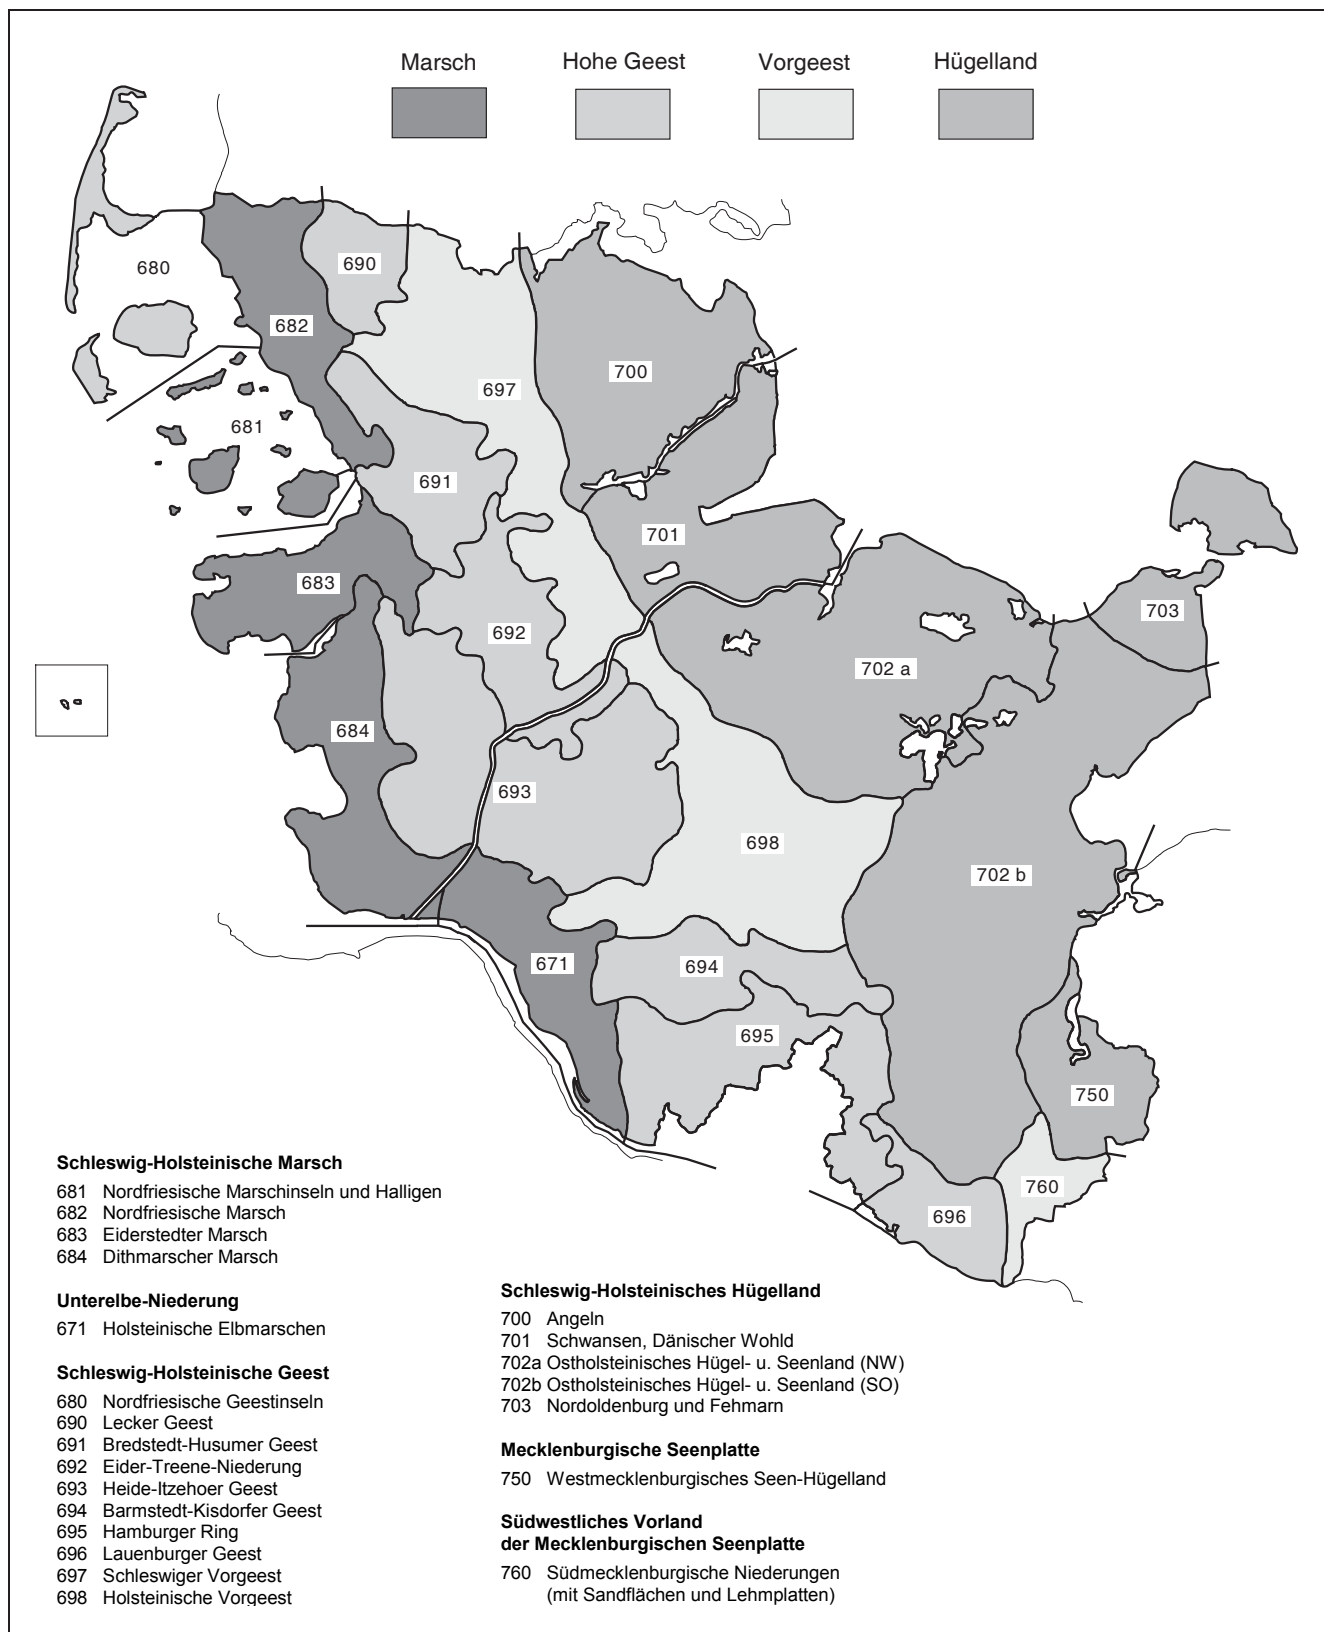 Marsch Hohe Geest Vorgeest Hügelland
680
690
682
700
697
681
691
701
683
703
692
702 a
684
693
698
702 b
671
694
695
750
760
696
Schleswig-Holsteinische Marsch
681 Nordfriesische Marschinseln und Halligen
682 Nordfriesische Marsch
683 Eiderstedter Marsch
684 Dithmarscher Marsch
Unterelbe-Niederung
671 Holsteinische Elbmarschen
Schleswig-Holsteinische Geest
680 Nordfriesische Geestinseln
690 Lecker Geest
691 Bredstedt-Husumer Geest
692 Eider-Treene-Niederung
693 Heide-Itzehoer Geest
694 Barmstedt-Kisdorfer Geest
695 Hamburger Ring
696 Lauenburger Geest
697 Schleswiger Vorgeest
698 Holsteinische Vorgeest
Schleswig-Holsteinisches Hügelland
700 Angeln
701 Schwansen, Dänischer Wohld
702a Ostholsteinisches Hügel- u. Seenland (NW)
702b Ostholsteinisches Hügel- u. Seenland (SO)
703 Nordoldenburg und Fehmarn
Mecklenburgische Seenplatte
750 Westmecklenburgisches Seen-Hügelland
Südwestliches Vorland
der Mecklenburgischen Seenplatte
760 Südmecklenburgische Niederungen
(mit Sandflächen und Lehmplatten)